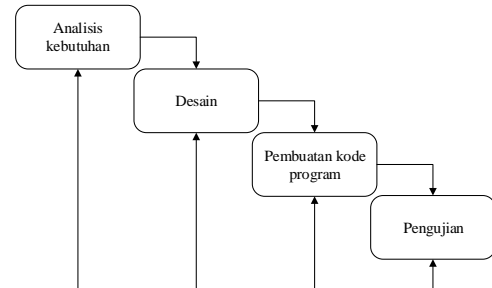 Analisis
kebutuhan
Desain
Pembuatan kode
program
Pengujian